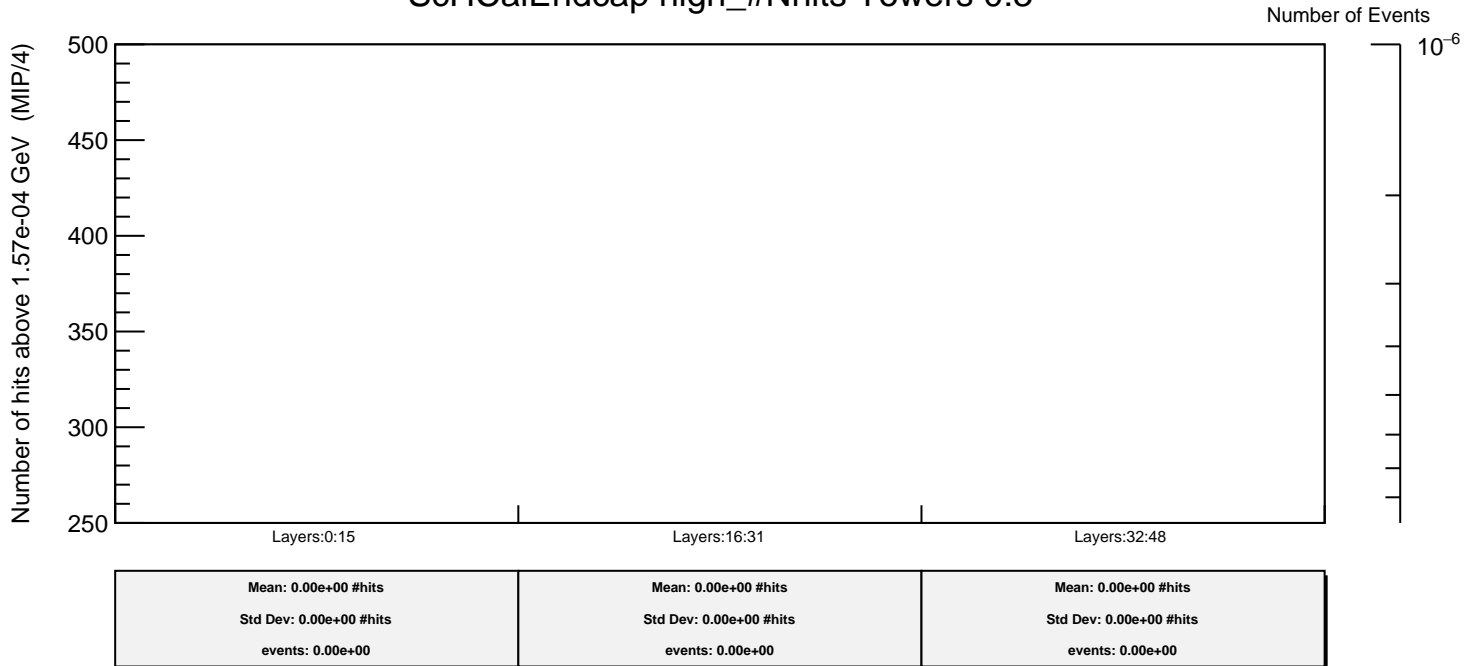 Number of Events
500
450
400
350
300
250
Number of hits above 1.57e-04 GeV (MIP/4)
10−6
Layers:0:15
Layers:16:31
Layers:32:48
Mean: 0.00e+00 #hits
Mean: 0.00e+00 #hits
Mean: 0.00e+00 #hits
Std Dev: 0.00e+00 #hits
Std Dev: 0.00e+00 #hits
Std Dev: 0.00e+00 #hits
events: 0.00e+00
events: 0.00e+00
events: 0.00e+00